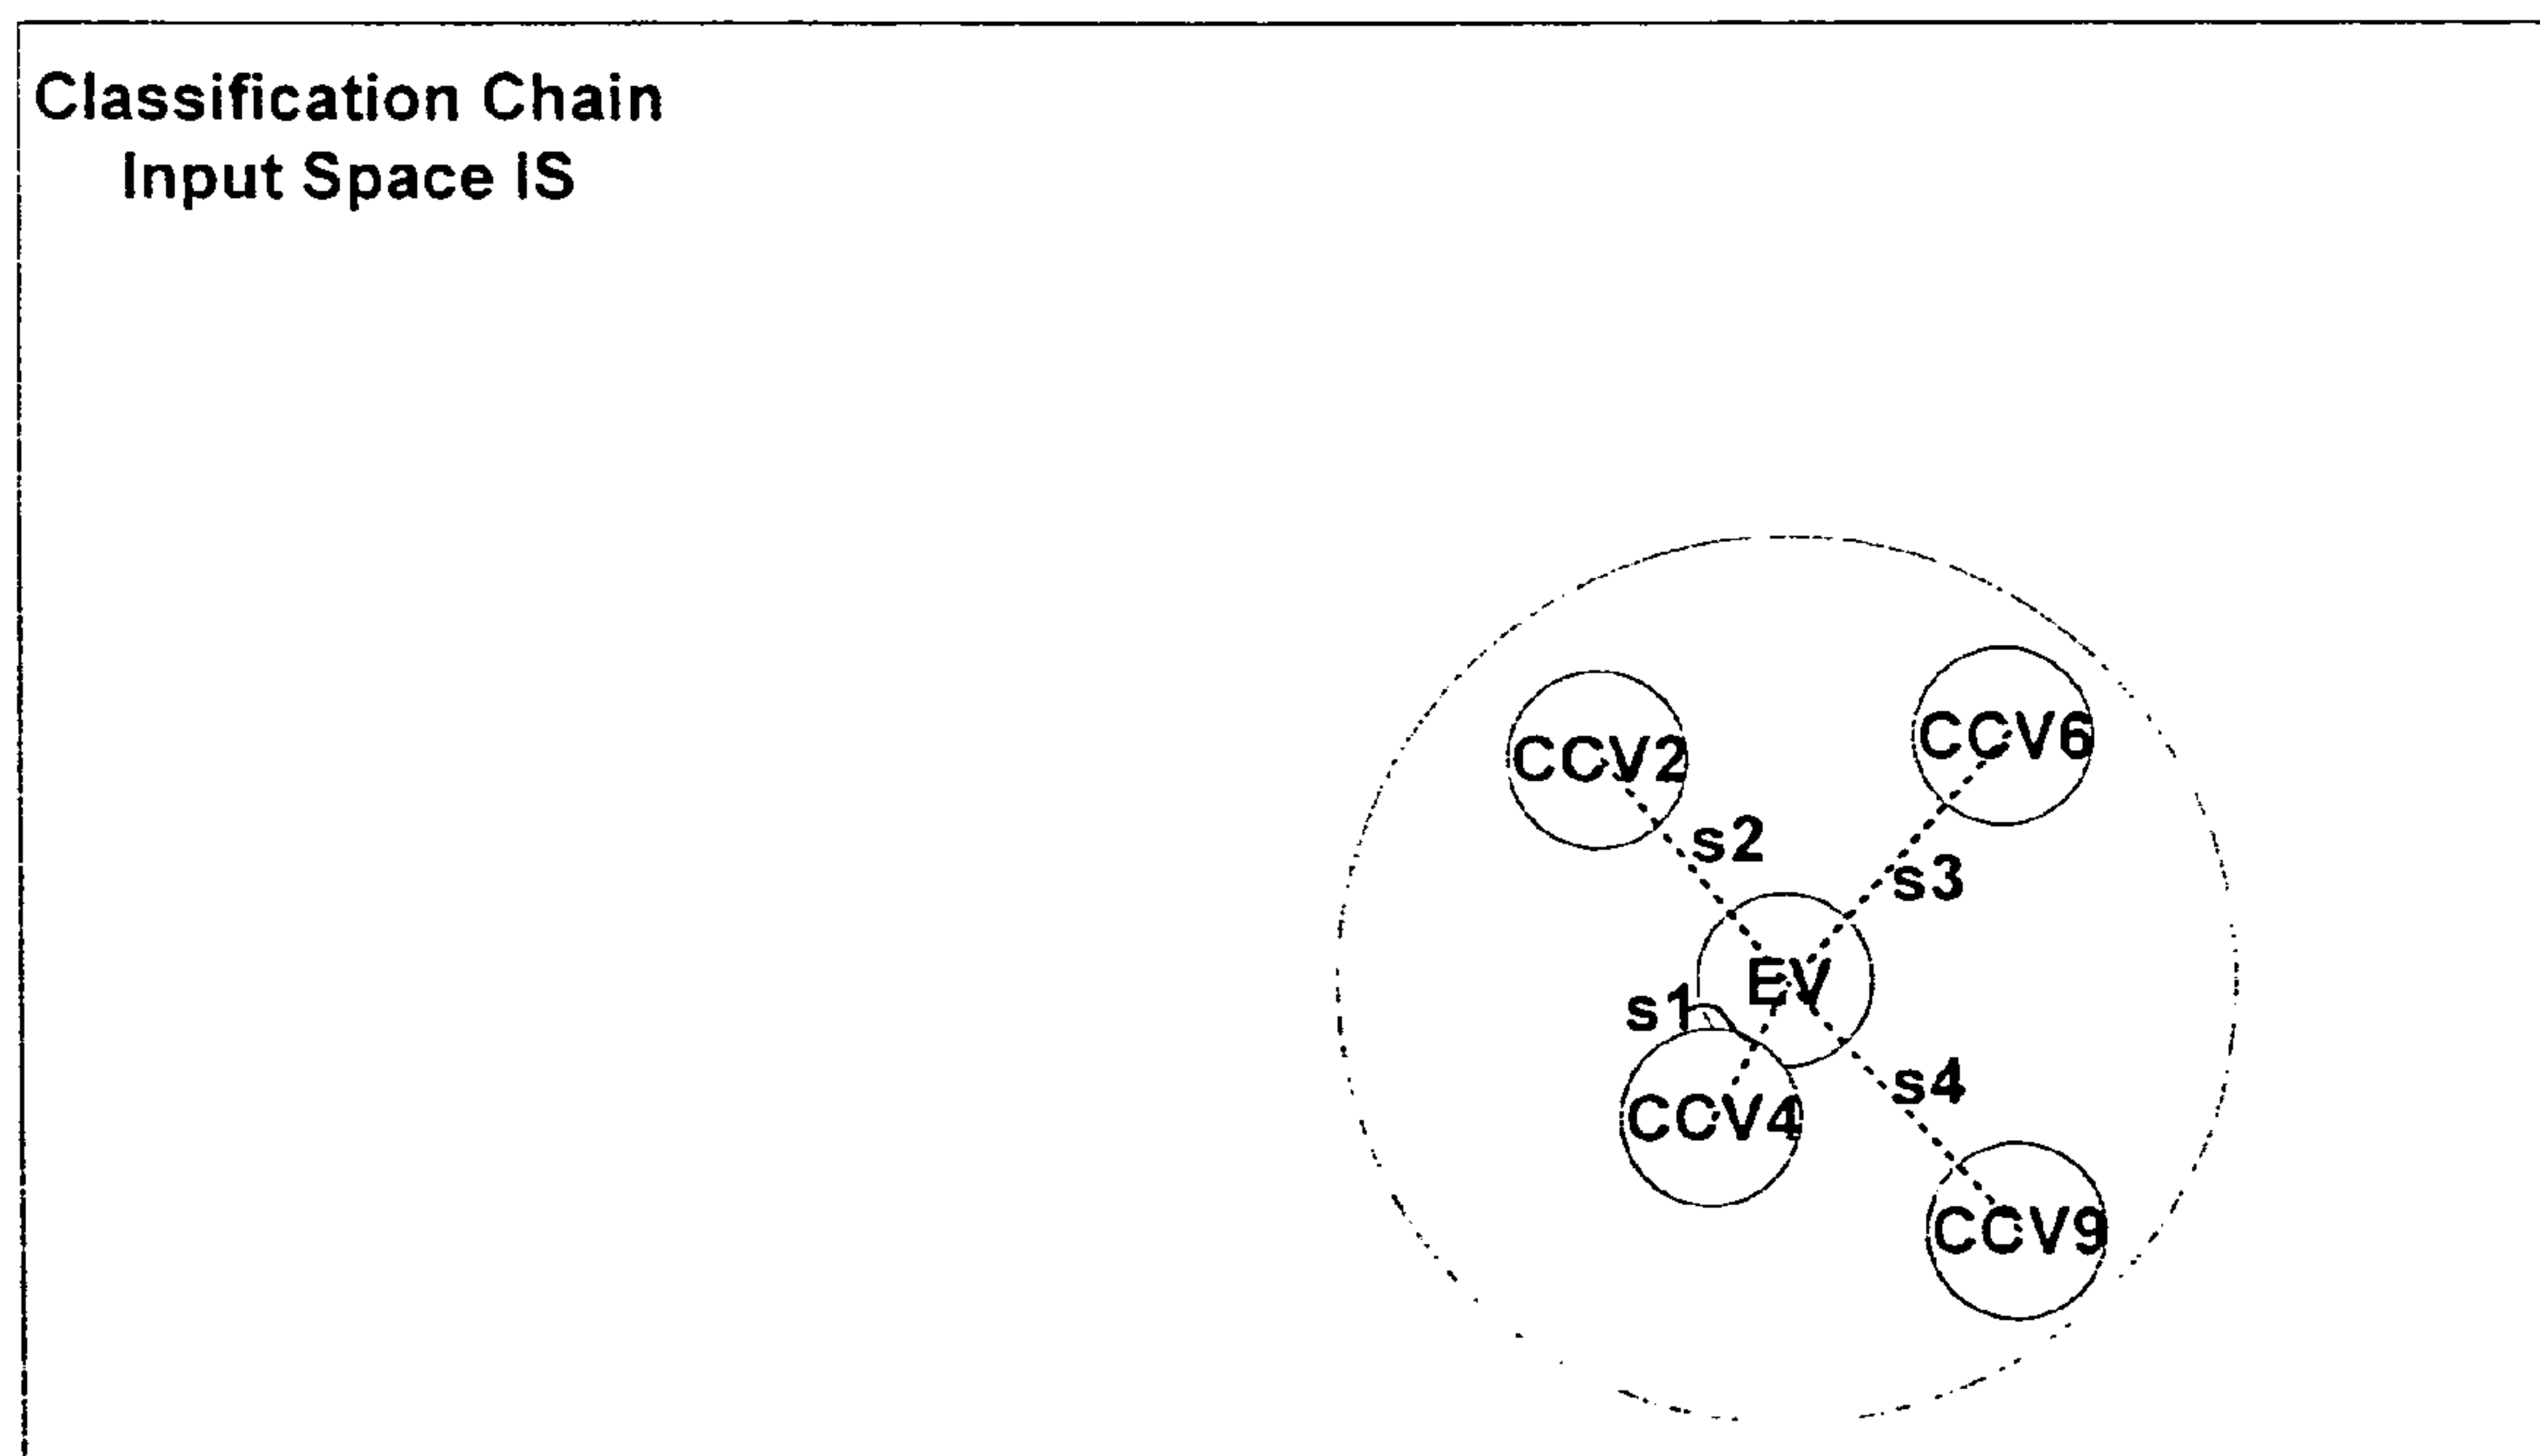 Classification Chain
Input Space IS
CCV6
CCV2
s2
s3
EV
s1
s4
CCV4
CCV9